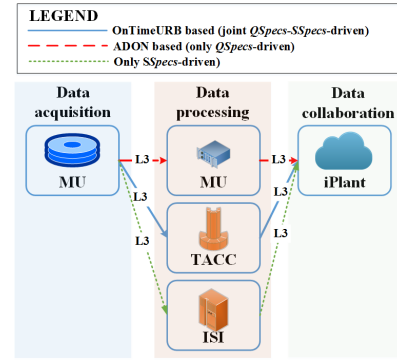 LEGEND
OnTimeURB based (joint QSpecs-SSpecs-driven)
ADON based (only QSpecs-driven)
Only SSpecs-driven)
Data acquisition
Data processing
Data collaboration
MU
L3
MU
L3
iPlant
L3
L3
TACC
L3
L3
ISI